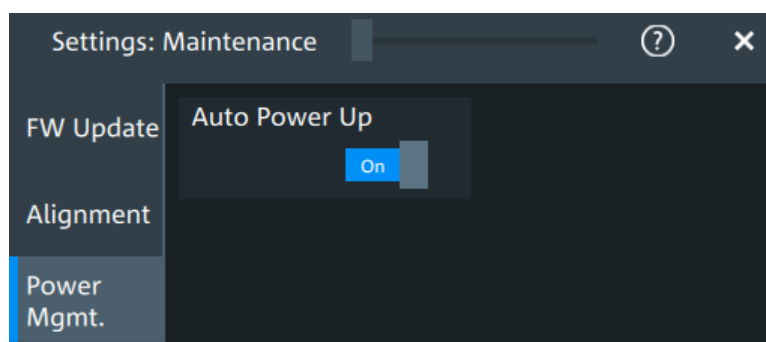 Settings: Maintenance ? ×
FW Update
Auto Power Up
On
Alignment
Power
Mgmt.